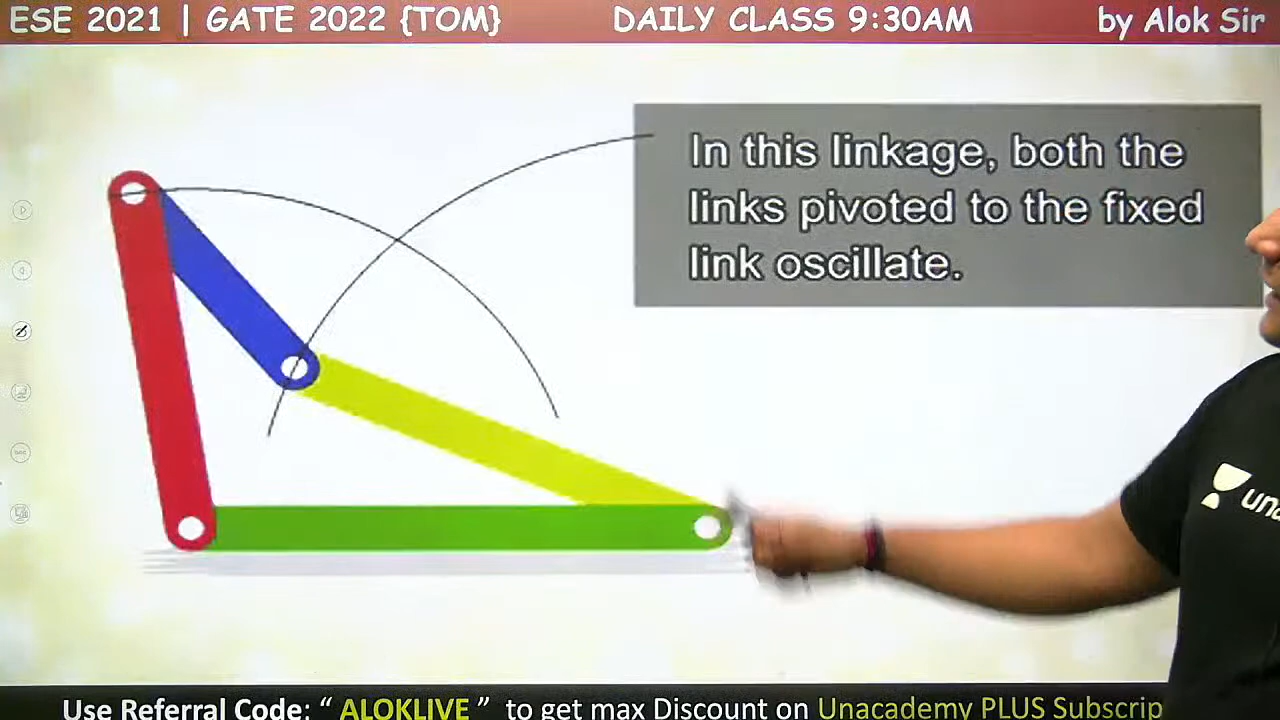 ESE 2021 | GATE 2022 {TOM} DAILY CLASS 9:30AM by Alok Sir
In this linkage, both the
links pivoted to the fixed
link oscillate.
Use Referral Code: “ ALOKLIVE ” to get max Discount on Unacademy PLUS Subscrip